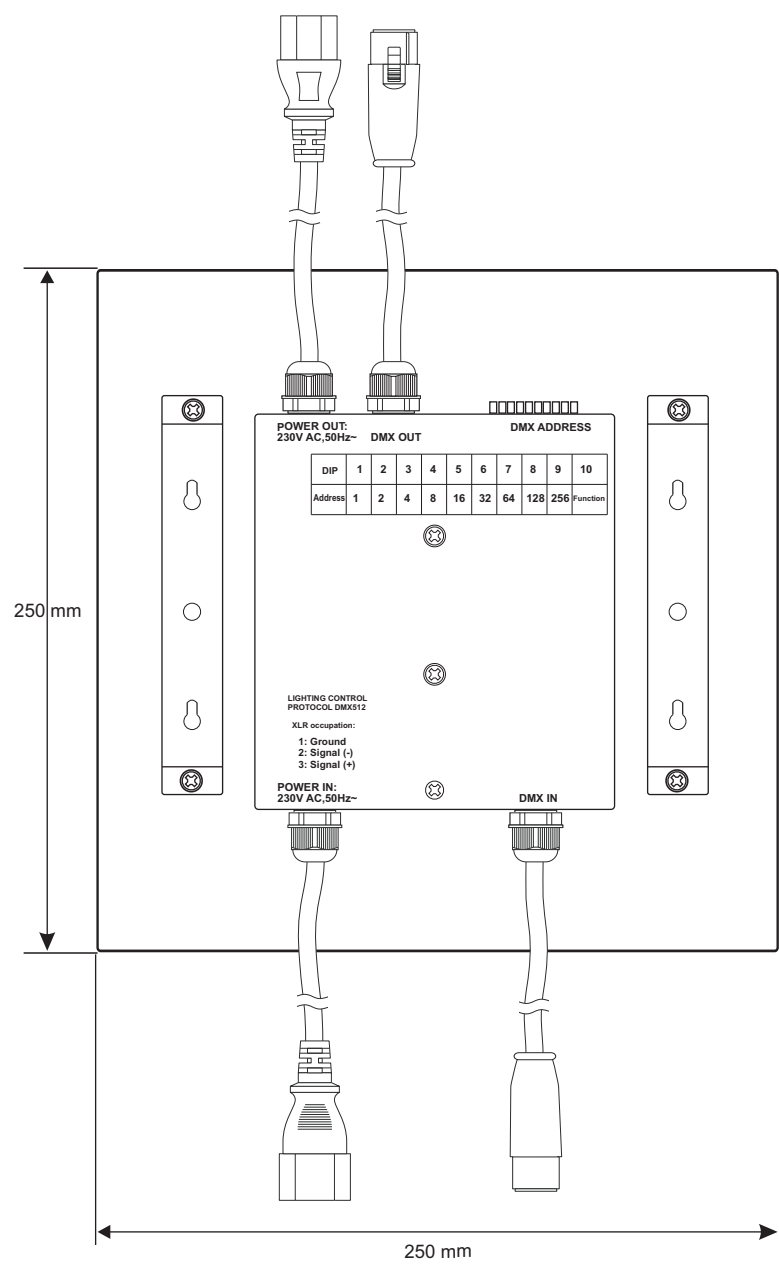 POWER OUT:
230V AC,50Hz~
DMX OUT
DMX ADDRESS
DIP 1 2 3 4 5 6 7 8 9 10
Address 1 2 4 8 16 32 64 128 256 Function
250 mm
LIGHTING CONTROL
PROTOCOL DMX512
XLR occupation:
1: Ground
2: Signal (-)
3: Signal (+)
POWER IN:
230V AC,50Hz~
DMX IN
250 mm